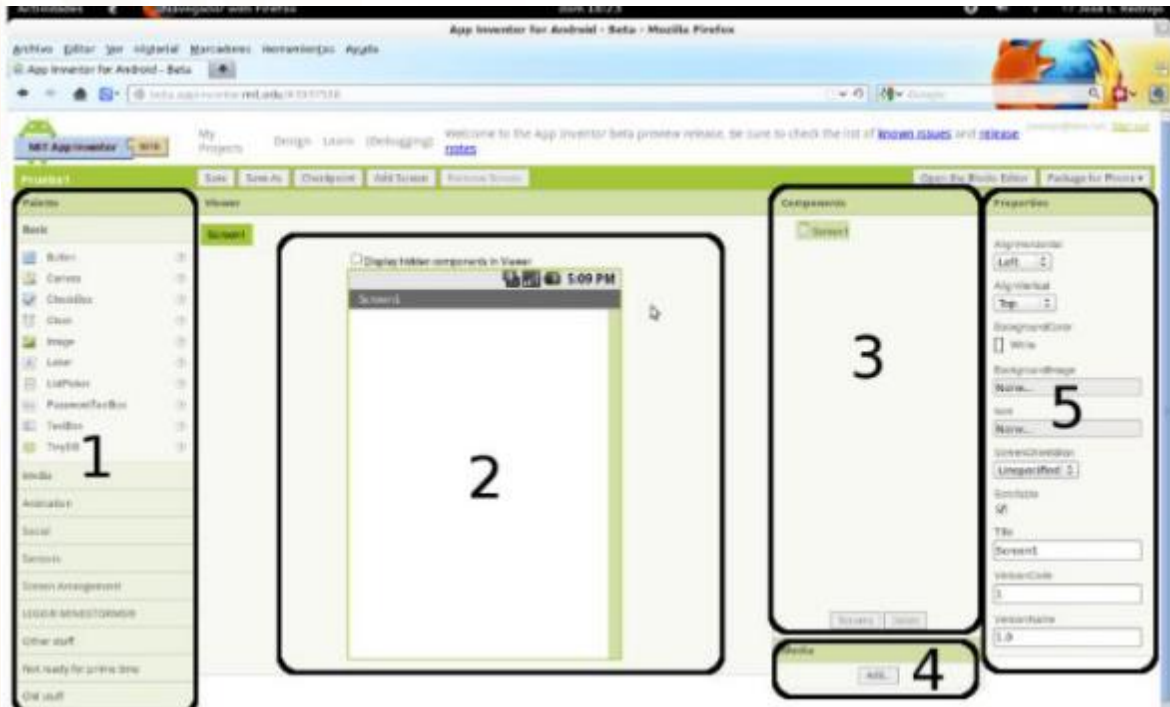 App Inventor for Android - Beta - Mozilla Firefox
Archivo Editar Ver Historial Marcadores Herramientas Ayuda
App Inventor for Android - Beta
Google
MIT App Inventor BETA
My Projects Design Learn (Debugging)
Welcome to the App Inventor beta preview release. Be sure to check the list of known issues and release notes
Prueba1
Save Save As Checkpoint Add Screen Remove Screen Open the Blocks Editor Package for Phone
Palette
Basic
Button
Canvas
CheckBox
Clock
Image
Label
ListPicker
PasswordTextBox
TextBox
TinyDB
Media
Animation
Social
Sensors
Screen Arrangement
LEGO® MINDSTORMS®
Other stuff
Not ready for prime time
Old stuff
1
Viewer
Screen1
Display hidden components in Viewer
5:09 PM
Screen1
2
Components
Screen1
3
Rename Delete
Media
Add...
4
Properties
AlignHorizontal
Left
AlignVertical
Top
BackgroundColor
White
BackgroundImage
None...
Icon
None...
5
ScreenOrientation
Unspecified
Scrollable
Title
Screen1
VersionCode
1
VersionName
1.0